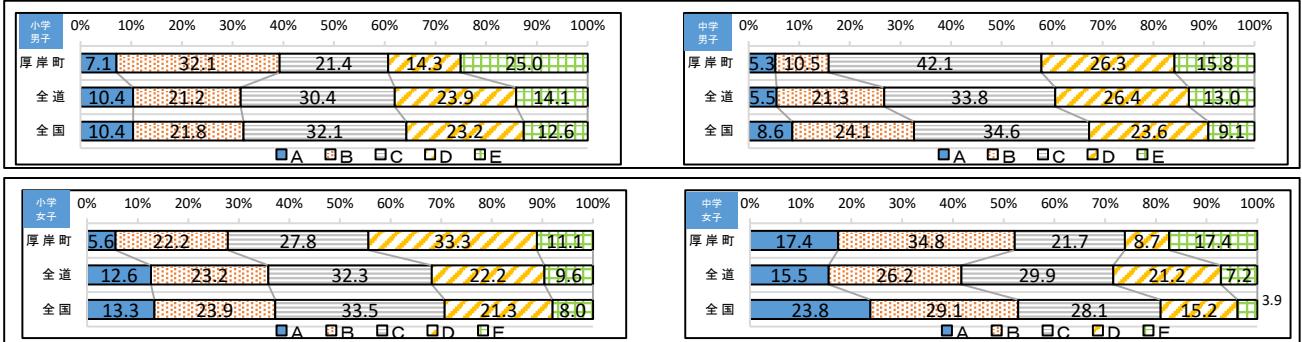 小学
男子
0% 10% 20% 30% 40% 50% 60% 70% 80% 90% 100%
厚岸町 7.1 32.1 21.4 14.3 25.0
全道 10.4 21.2 30.4 23.9 14.1
全国 10.4 21.8 32.1 23.2 12.6
A B C D E
中学
男子
0% 10% 20% 30% 40% 50% 60% 70% 80% 90% 100%
厚岸町 5.3 10.5 42.1 26.3 15.8
全道 5.5 21.3 33.8 26.4 13.0
全国 8.6 24.1 34.6 23.6 9.1
A B C D E
小学
女子
0% 10% 20% 30% 40% 50% 60% 70% 80% 90% 100%
厚岸町 5.6 22.2 27.8 33.3 11.1
全道 12.6 23.2 32.3 22.2 9.6
全国 13.3 23.9 33.5 21.3 8.0
A B C D E
中学
女子
0% 10% 20% 30% 40% 50% 60% 70% 80% 90% 100%
厚岸町 17.4 34.8 21.7 8.7 17.4
全道 15.5 26.2 29.9 21.2 7.2
全国 23.8 29.1 28.1 15.2 3.9
A B C D E